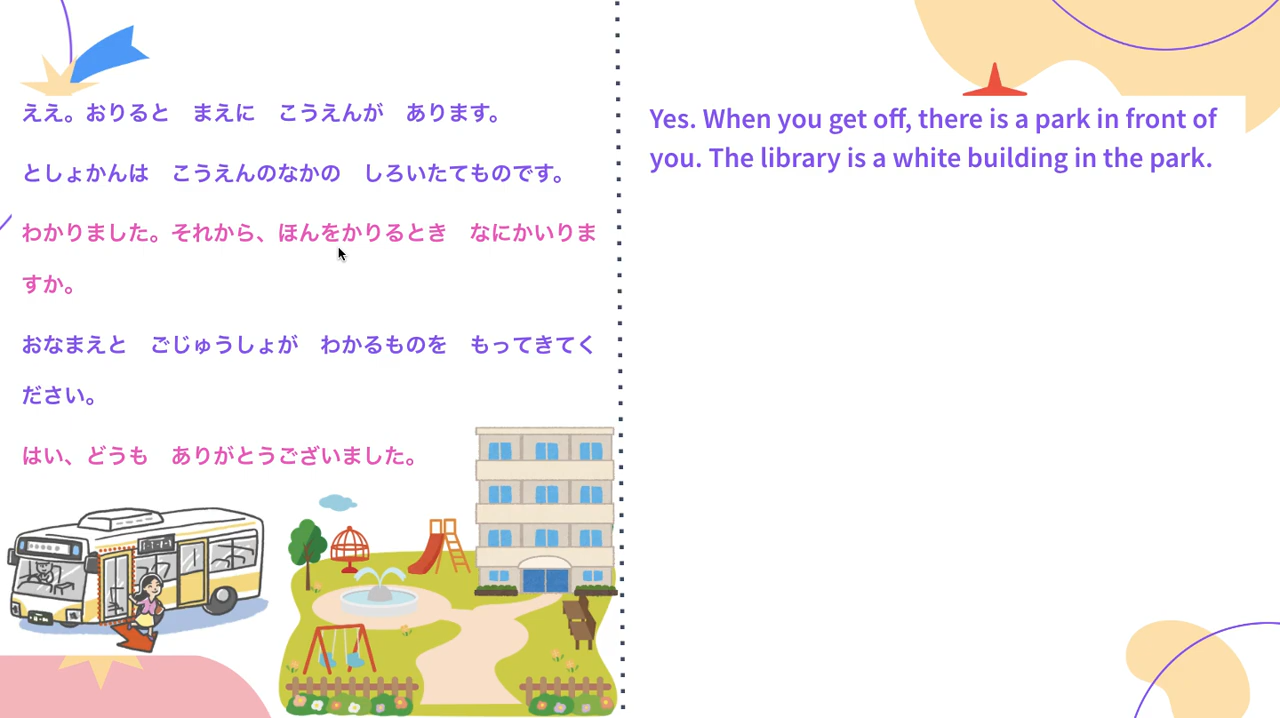 ええ。おりると　まえに　こうえんが　あります。
としょかんは　こうえんのなかの　しろいたてものです。
わかりました。それから、ほんをかりるとき　なにかいりま
すか。
おなまえと　ごじゅうしょが　わかるものを　もってきてく
ださい。
はい、どうも　ありがとうございました。
Yes. When you get off, there is a park in front of
you. The library is a white building in the park.